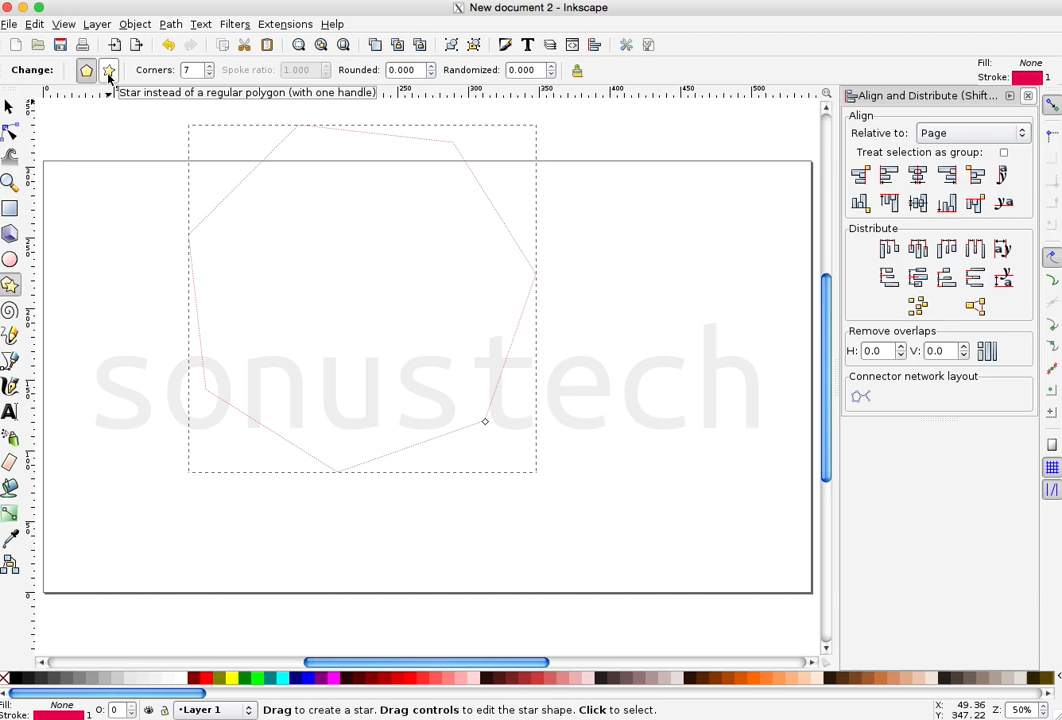 New document 2 - Inkscape
File Edit View Layer Object Path Text Filters Extensions Help
Change: Corners: 7 Spoke ratio: 1.000 Rounded: 0.000 Randomized: 0.000
Fill: None
Stroke: 1
Star instead of a regular polygon (with one handle)
Align and Distribute (Shift...
Align
Relative to: Page
Treat selection as group:
Distribute
Remove overlaps
H: 0.0 V: 0.0
Connector network layout
sonustech
Fill: None
Stroke: 1
O: 0
•Layer 1
Drag to create a star. Drag controls to edit the star shape. Click to select.
X: 49.36
Y: 347.22
Z: 50%